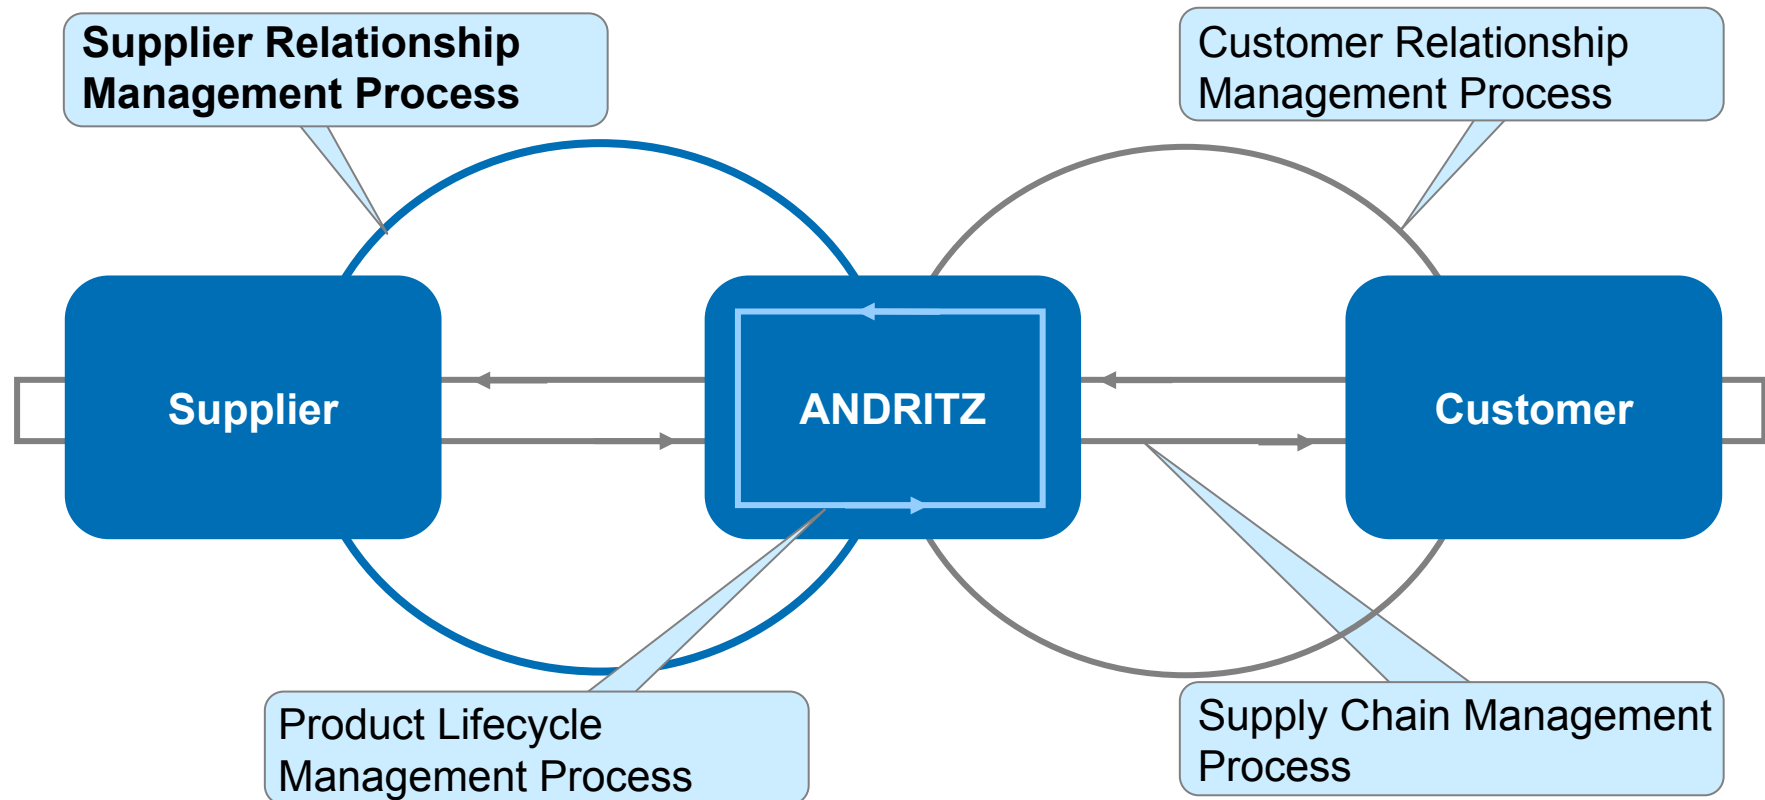 Supplier Relationship
Management Process
Customer Relationship
Management Process
Supplier
ANDRITZ
Customer
Product Lifecycle
Management Process
Supply Chain Management
Process